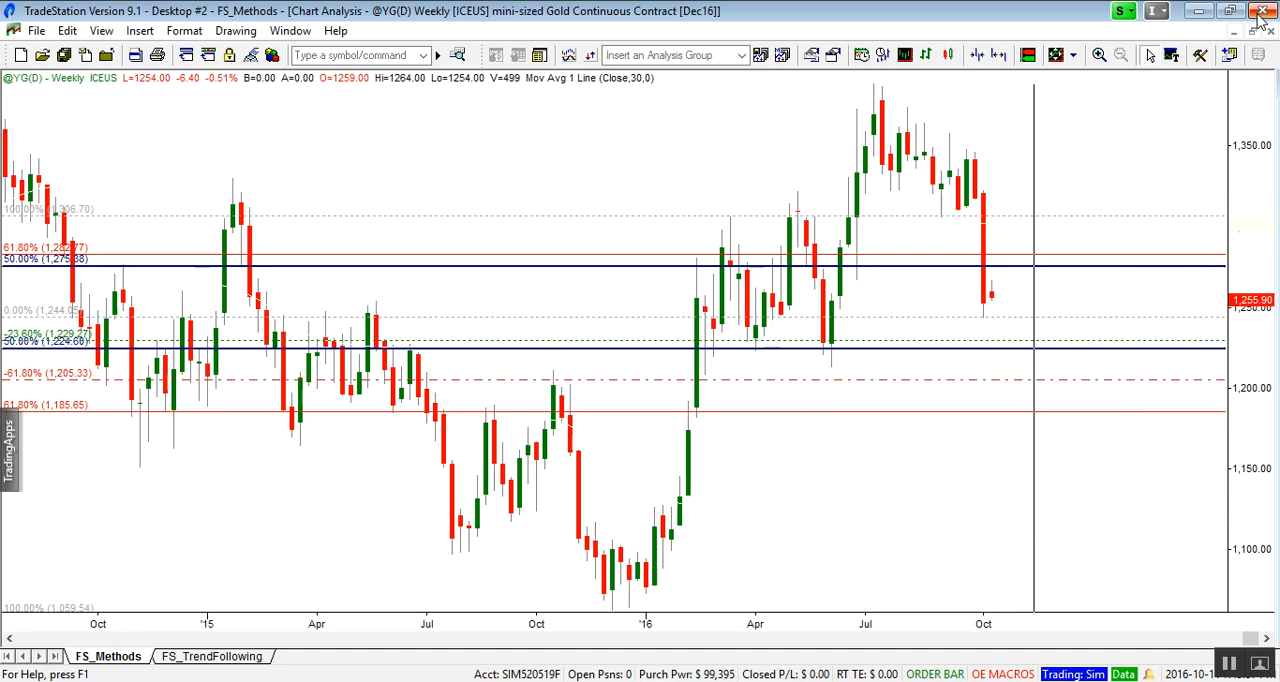 TradeStation Version 9.1 - Desktop #2 - FS_Methods - [Chart Analysis - @YG(D) Weekly [ICEUS] mini-sized Gold Continuous Contract [Dec16]]
S
I
File Edit View Insert Format Drawing Window Help
Type a symbol/command
Insert an Analysis Group
@YG(D) - Weekly ICEUS L=1254.00 -6.40 -0.51% B=0.00 A=0.00 O=1259.00 Hi=1264.00 Lo=1254.00 V=499 Mov Avg 1 Line (Close,30,0)
1,350.00
61.80% (1,282.77)
50.00% (1,275.38)
1,255.90
-23.60% (1,229.27)
50.00% (1,224.60)
-61.80% (1,205.33)
1,200.00
61.80% (1,185.65)
TradingApps
1,150.00
1,100.00
100.00% (1,059.54)
Oct '15 Apr Jul Oct '16 Apr Jul Oct
FS_Methods FS_TrendFollowing
For Help, press F1
Acct: SIM520519F Open Psns: 0 Purch Pwr: $ 99,395 Closed P/L: $ 0.00 RT TE: $ 0.00 ORDER BAR OE MACROS Trading: Sim Data